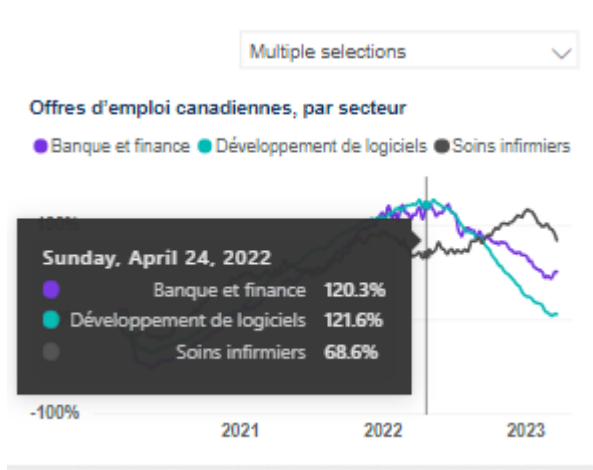 Multiple selections
Offres d'emploi canadiennes, par secteur
Banque et finance Développement de logiciels Soins infirmiers
100%
Sunday, April 24, 2022
Banque et finance 120.3%
Développement de logiciels 121.6%
Soins infirmiers 68.6%
-100%
2021 2022 2023